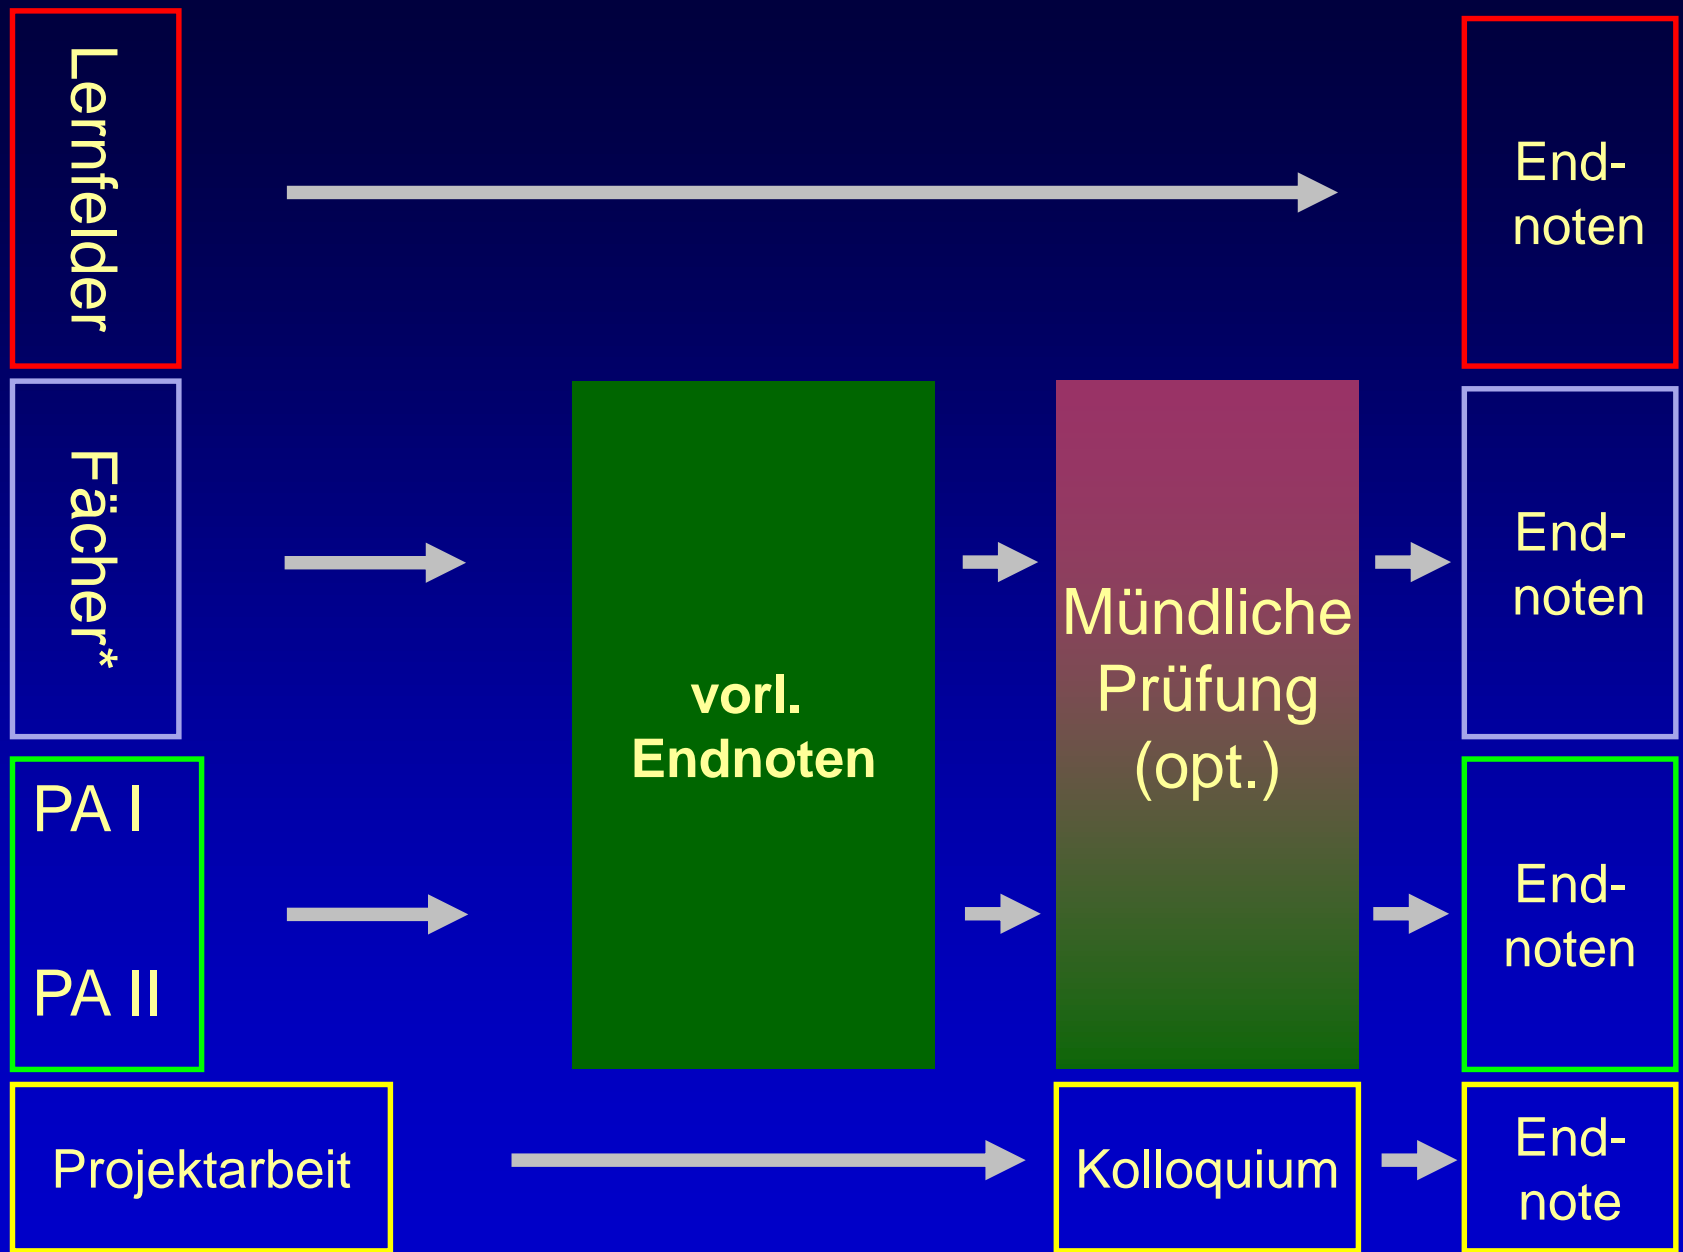 Lernfelder
End-
noten
Fächer*
vorl.
Endnoten
Mündliche
Prüfung
(opt.)
End-
noten
PA I
PA II
End-
noten
Projektarbeit
Kolloquium
End-
note